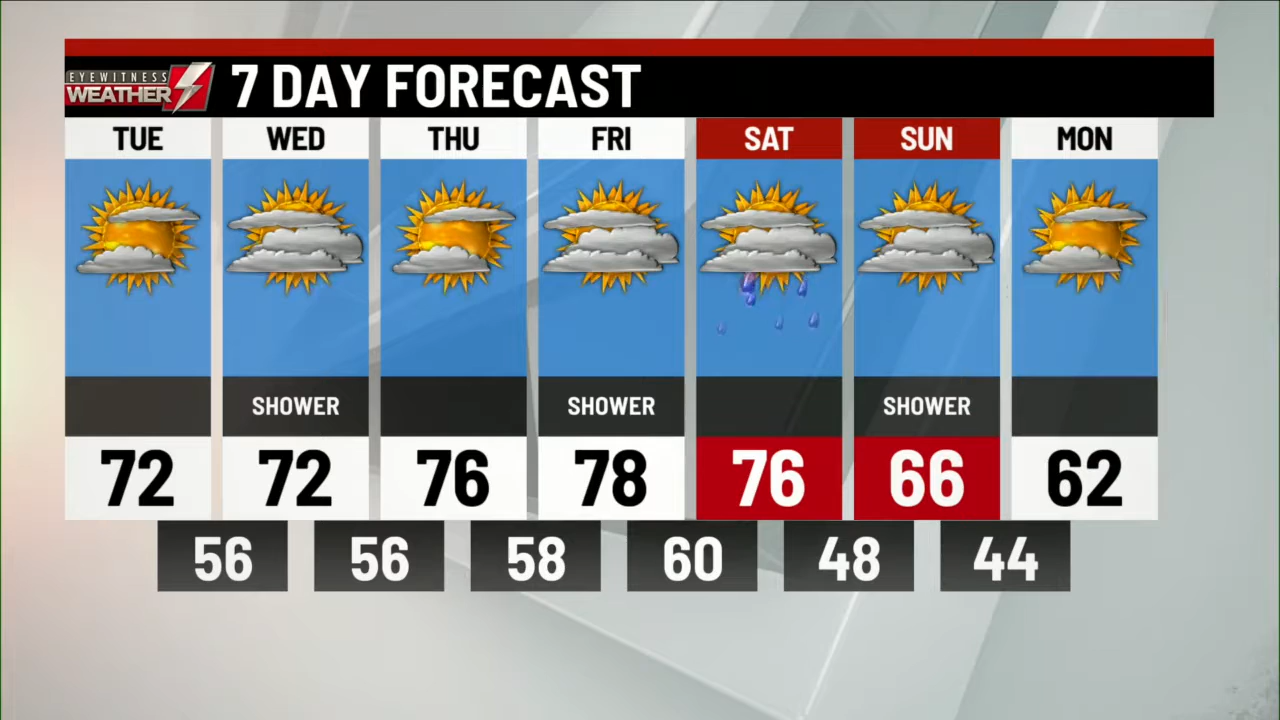 EYEWITNESS
WEATHER
7 DAY FORECAST
TUE WED THU FRI SAT SUN MON
SHOWER SHOWER SHOWER
72 72 76 78 76 66 62
56 56 58 60 48 44